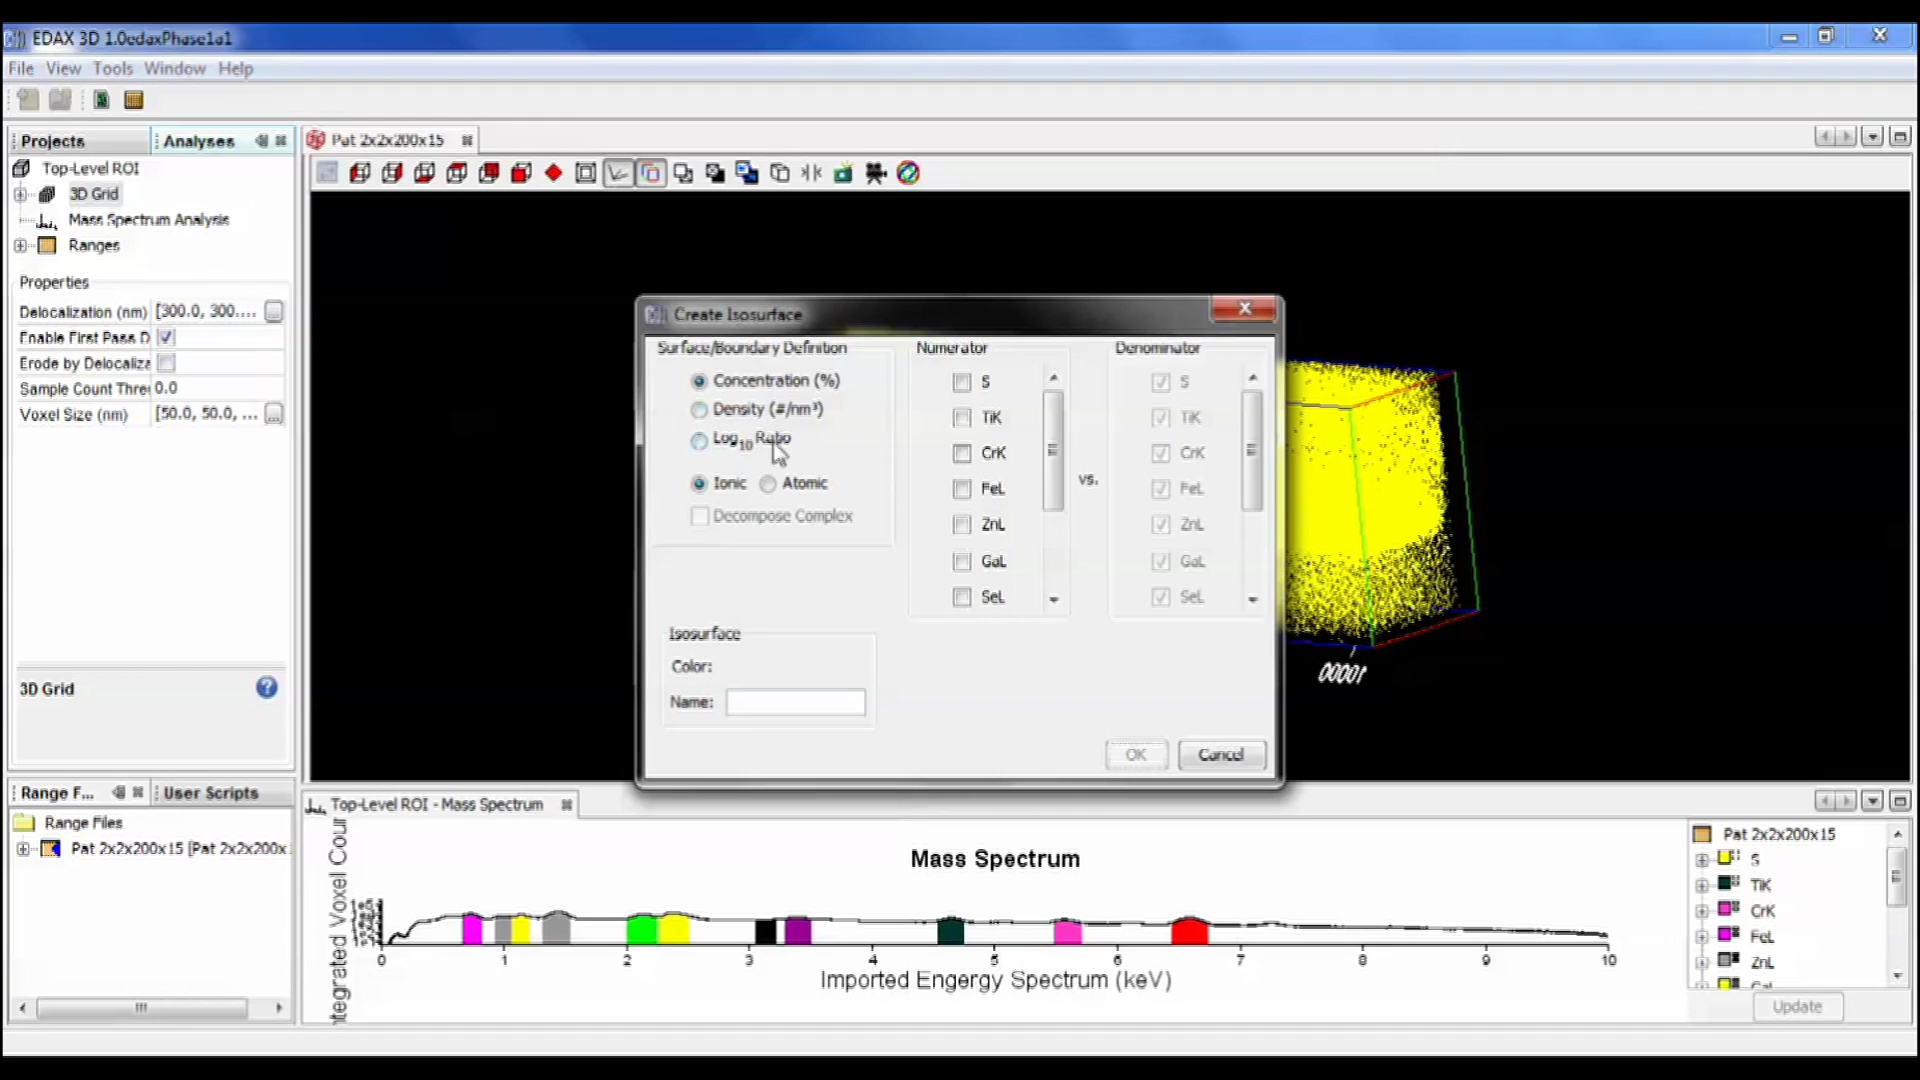 EDAX 3D 1.0edaxPhase1a1
File View Tools Window Help
Projects Analyses
Pat 2x2x200x15
Top-Level ROI
3D Grid
Mass Spectrum Analysis
Ranges
Properties
Delocalization (nm) [300.0, 300.... ...
Enable First Pass D
Erode by Delocaliza
Sample Count Thre: 0.0
Voxel Size (nm) [50.0, 50.0, ... ...
3D Grid
Create Isosurface
Surface/Boundary Definition
Concentration (%)
Density (#/nm³)
Log10 Ratio
Ionic Atomic
Decompose Complex
Numerator
S
TiK
CrK
FeL
ZnL
GaL
SeL
vs.
Denominator
S
TiK
CrK
FeL
ZnL
GaL
SeL
Isosurface
Color:
Name:
OK Cancel
10000
Range F... User Scripts
Range Files
Pat 2x2x200x15 [Pat 2x2x200x
Top-Level ROI - Mass Spectrum
Mass Spectrum
ntegrated Voxel Cour
0 1 2 3 4 5 6 7 8 9 10
Imported Engergy Spectrum (keV)
Pat 2x2x200x15
S
TiK
CrK
FeL
ZnL
GaL
Update